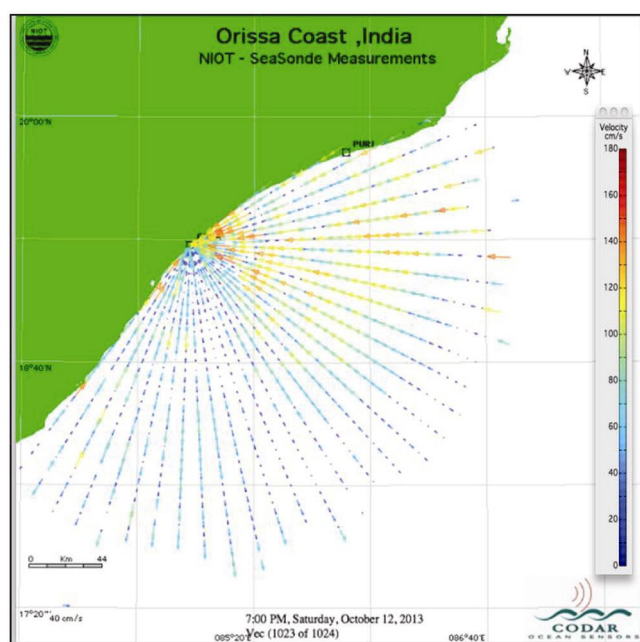 NIOT
Orissa Coast ,India
NIOT - SeaSonde Measurements
N
W E
S
Velocity
cm/s
180
160
140
120
100
80
60
40
20
0
20°00'N
PURI
18°40'N
0 Km 44
17°20'N
40 cm/s
7:00 PM, Saturday, October 12, 2013
085°20'E
Vec (1023 of 1024)
086°40'E
CODAR
OCEAN SENSORS